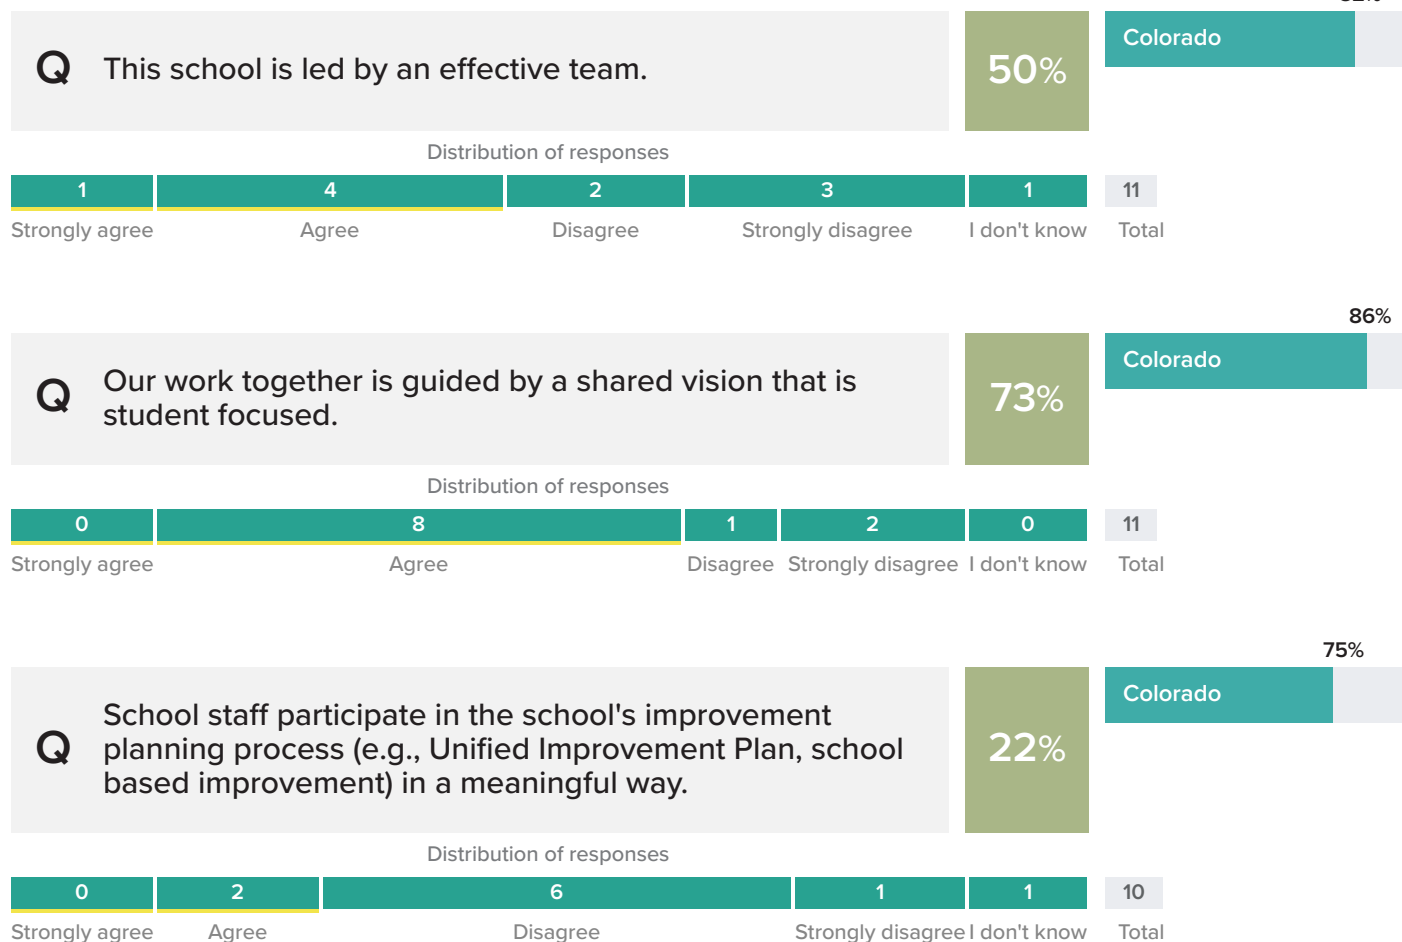 Q This school is led by an effective team. 50% Colorado
Distribution of responses
1 4 2 3 1 11
Strongly agree Agree Disagree Strongly disagree I don't know Total
86%
Q Our work together is guided by a shared vision that is
student focused. 73% Colorado
Distribution of responses
0 8 1 2 0 11
Strongly agree Agree Disagree Strongly disagree I don't know Total
75%
Q School staff participate in the school's improvement
planning process (e.g., Unified Improvement Plan, school
based improvement) in a meaningful way. 22% Colorado
Distribution of responses
0 2 6 1 1 10
Strongly agree Agree Disagree Strongly disagree I don't know Total